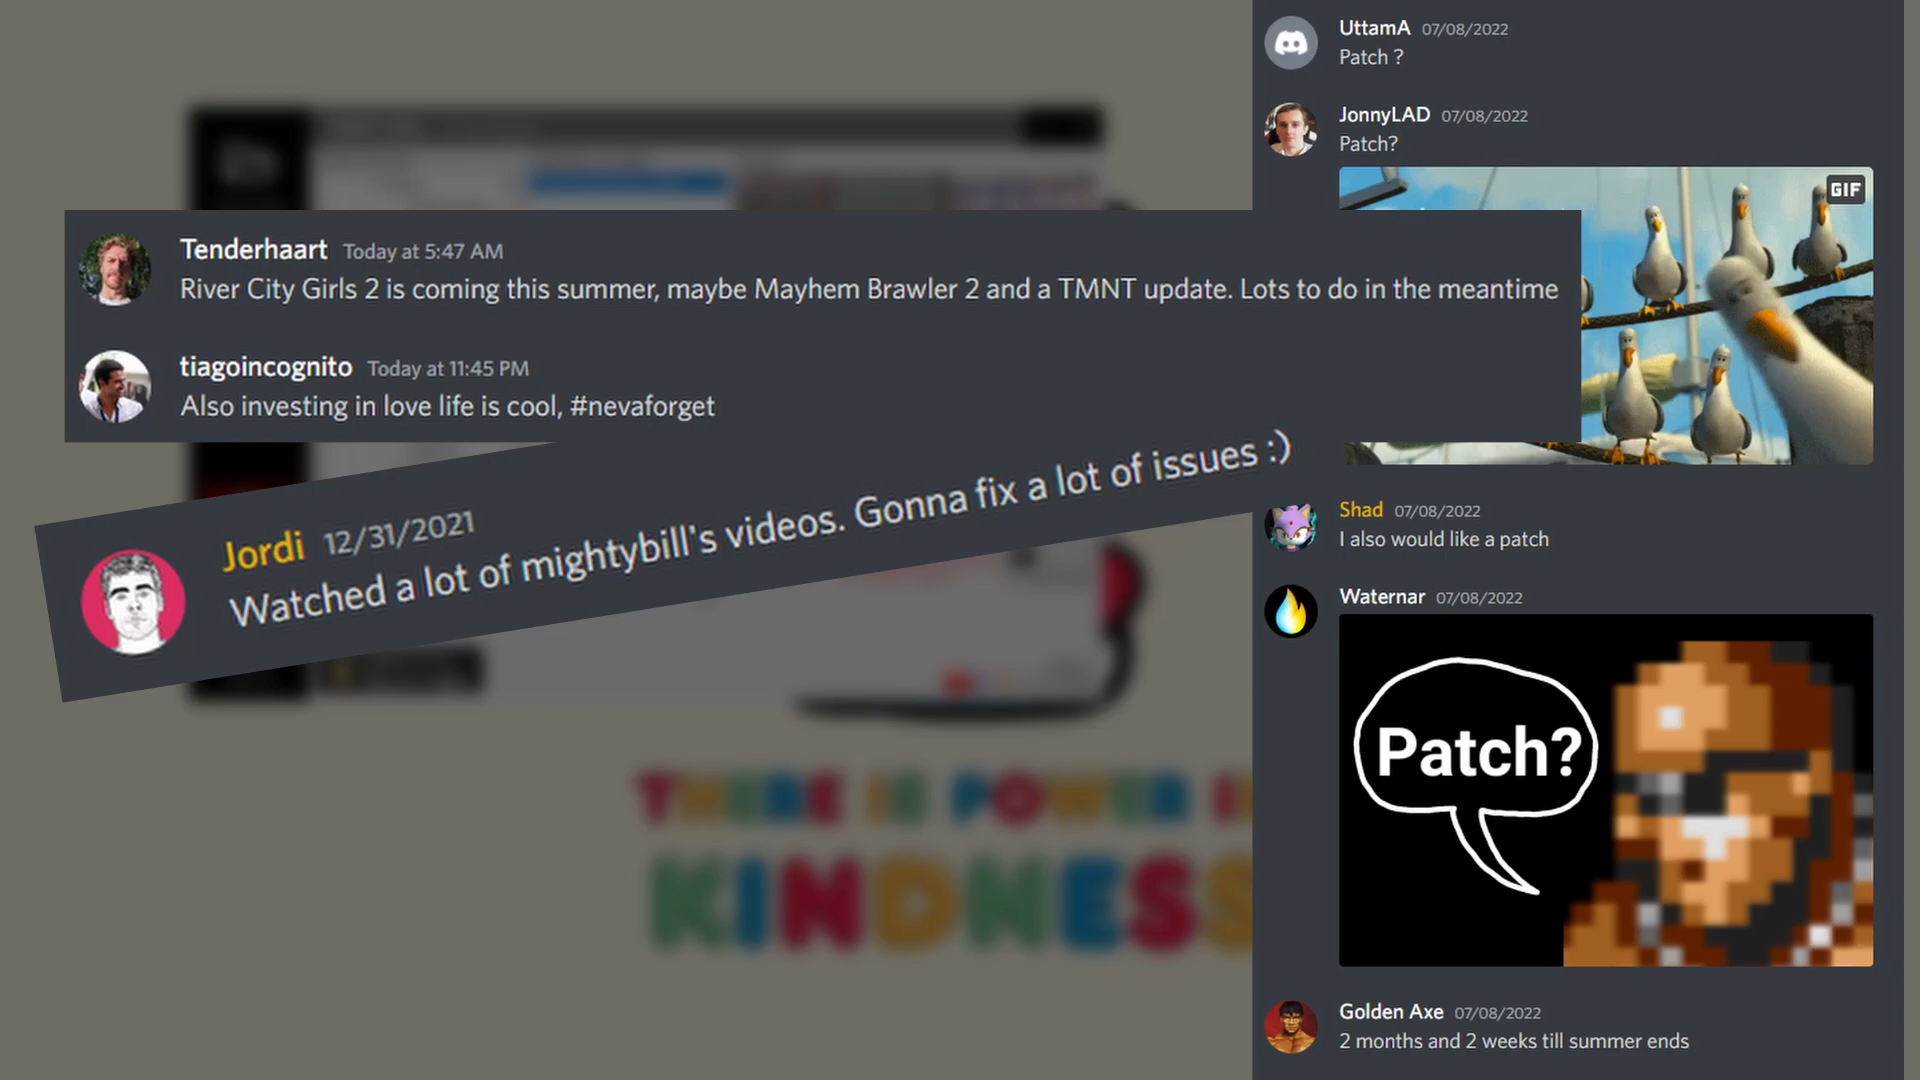 Tenderhaart Today at 5:47 AM
River City Girls 2 is coming this summer, maybe Mayhem Brawler 2 and a TMNT update. Lots to do in the meantime
tiagoincognito Today at 11:45 PM
Also investing in love life is cool, #nevaforget
Jordi 12/31/2021
Watched a lot of mightybill's videos. Gonna fix a lot of issues :)
THERE IS POWER I
KINDNESS
UttamA 07/08/2022
Patch ?
JonnyLAD 07/08/2022
Patch?
GIF
Shad 07/08/2022
I also would like a patch
Waternar 07/08/2022
Patch?
Golden Axe 07/08/2022
2 months and 2 weeks till summer ends